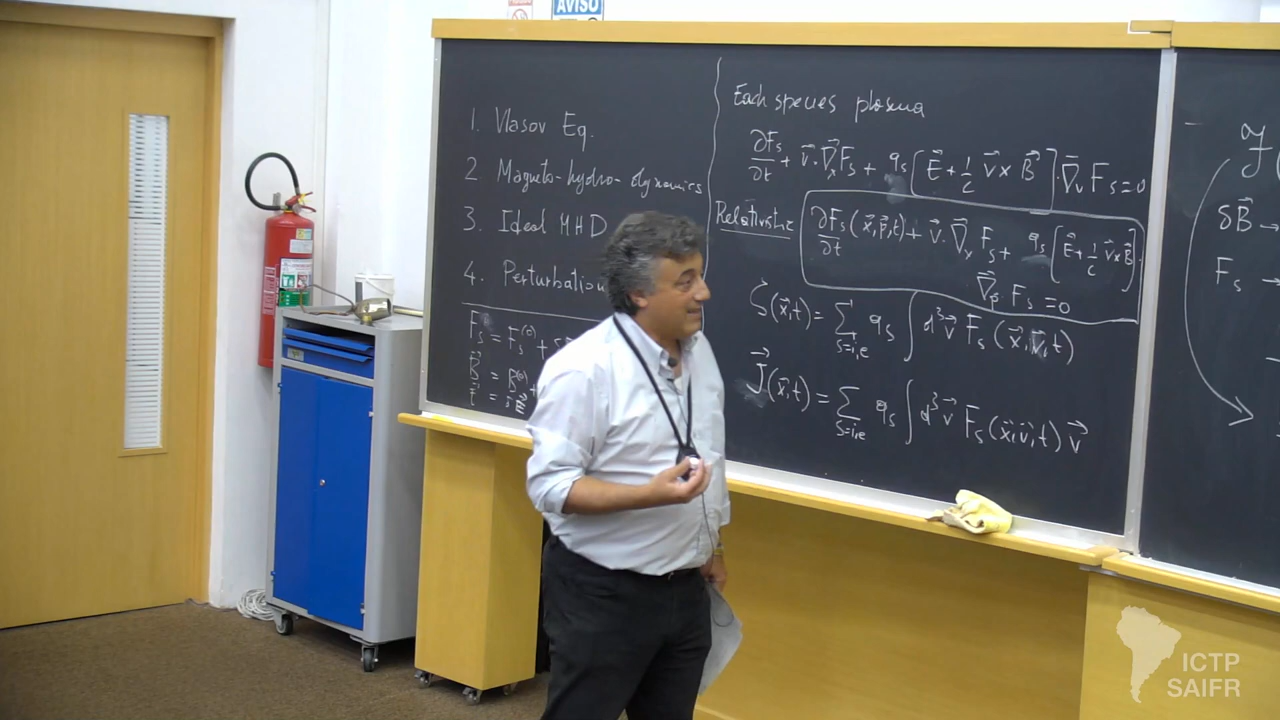 AVISO
1. Vlasov Eq.
2. Magneto-hydro-dynamics
3. Ideal MHD
4. Perturbation
F_s = F_s^(0) +
B⃗ = B^(0)
Each species plasma
∂F_s/∂t + v⃗·∇⃗_x F_s + q_s [E⃗ + 1/c v⃗ × B⃗]·∇⃗_v F_s = 0
Relativistic
∂F_s(x⃗,p⃗,t)/∂t + v⃗·∇⃗_x F_s + q_s [E⃗ + 1/c v⃗×B⃗]·
∇⃗_p F_s = 0
ζ(x⃗,t) = Σ_{s=i,e} q_s ∫ d³v⃗ F_s(x⃗,v⃗,t)
J⃗(x⃗,t) = Σ_{s=i,e} q_s ∫ d³v⃗ F_s(x⃗,v⃗,t) v⃗
δB⃗ →
F_s →
ICTP
SAIFR